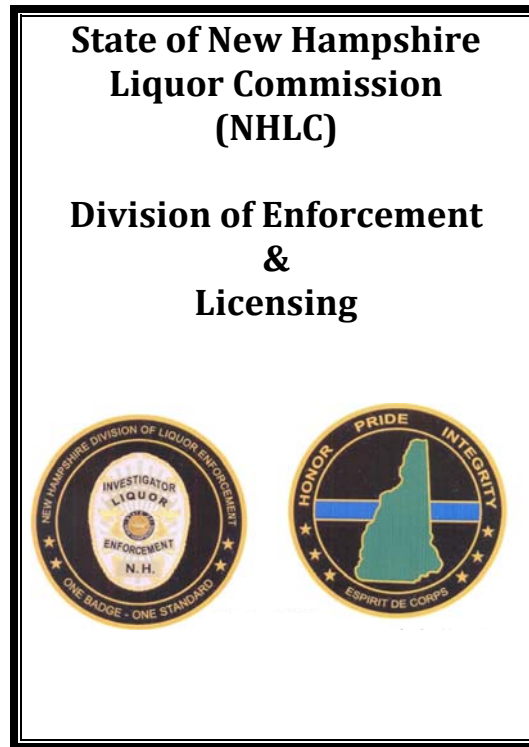 State of New Hampshire
Liquor Commission
(NHLC)
Division of Enforcement
&
Licensing
NEW HAMPSHIRE DIVISION OF LIQUOR ENFORCEMENT
INVESTIGATOR
LIQUOR
ENFORCEMENT
N.H.
ONE BADGE - ONE STANDARD
HONOR PRIDE INTEGRITY
ESPIRIT DE CORPS